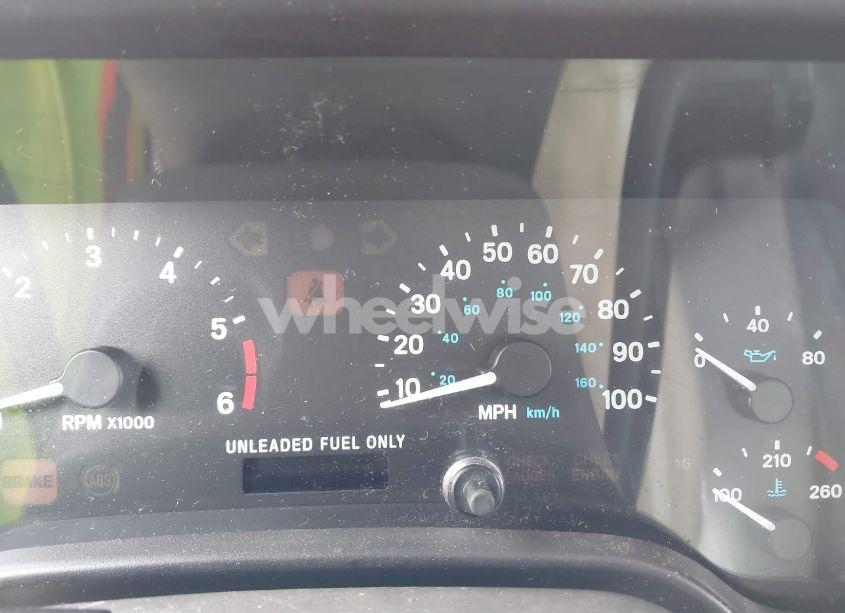 2 3 4 5 6
RPM x1000
10 20 30 40 50 60 70 80 90 100
20 40 60 80 100 120 140 160
MPH km/h
0 40 80
100 210 260
UNLEADED FUEL ONLY
BRAKE
ABS
CHECK
GAUGES
CHECK
ENGINE
wheelwise